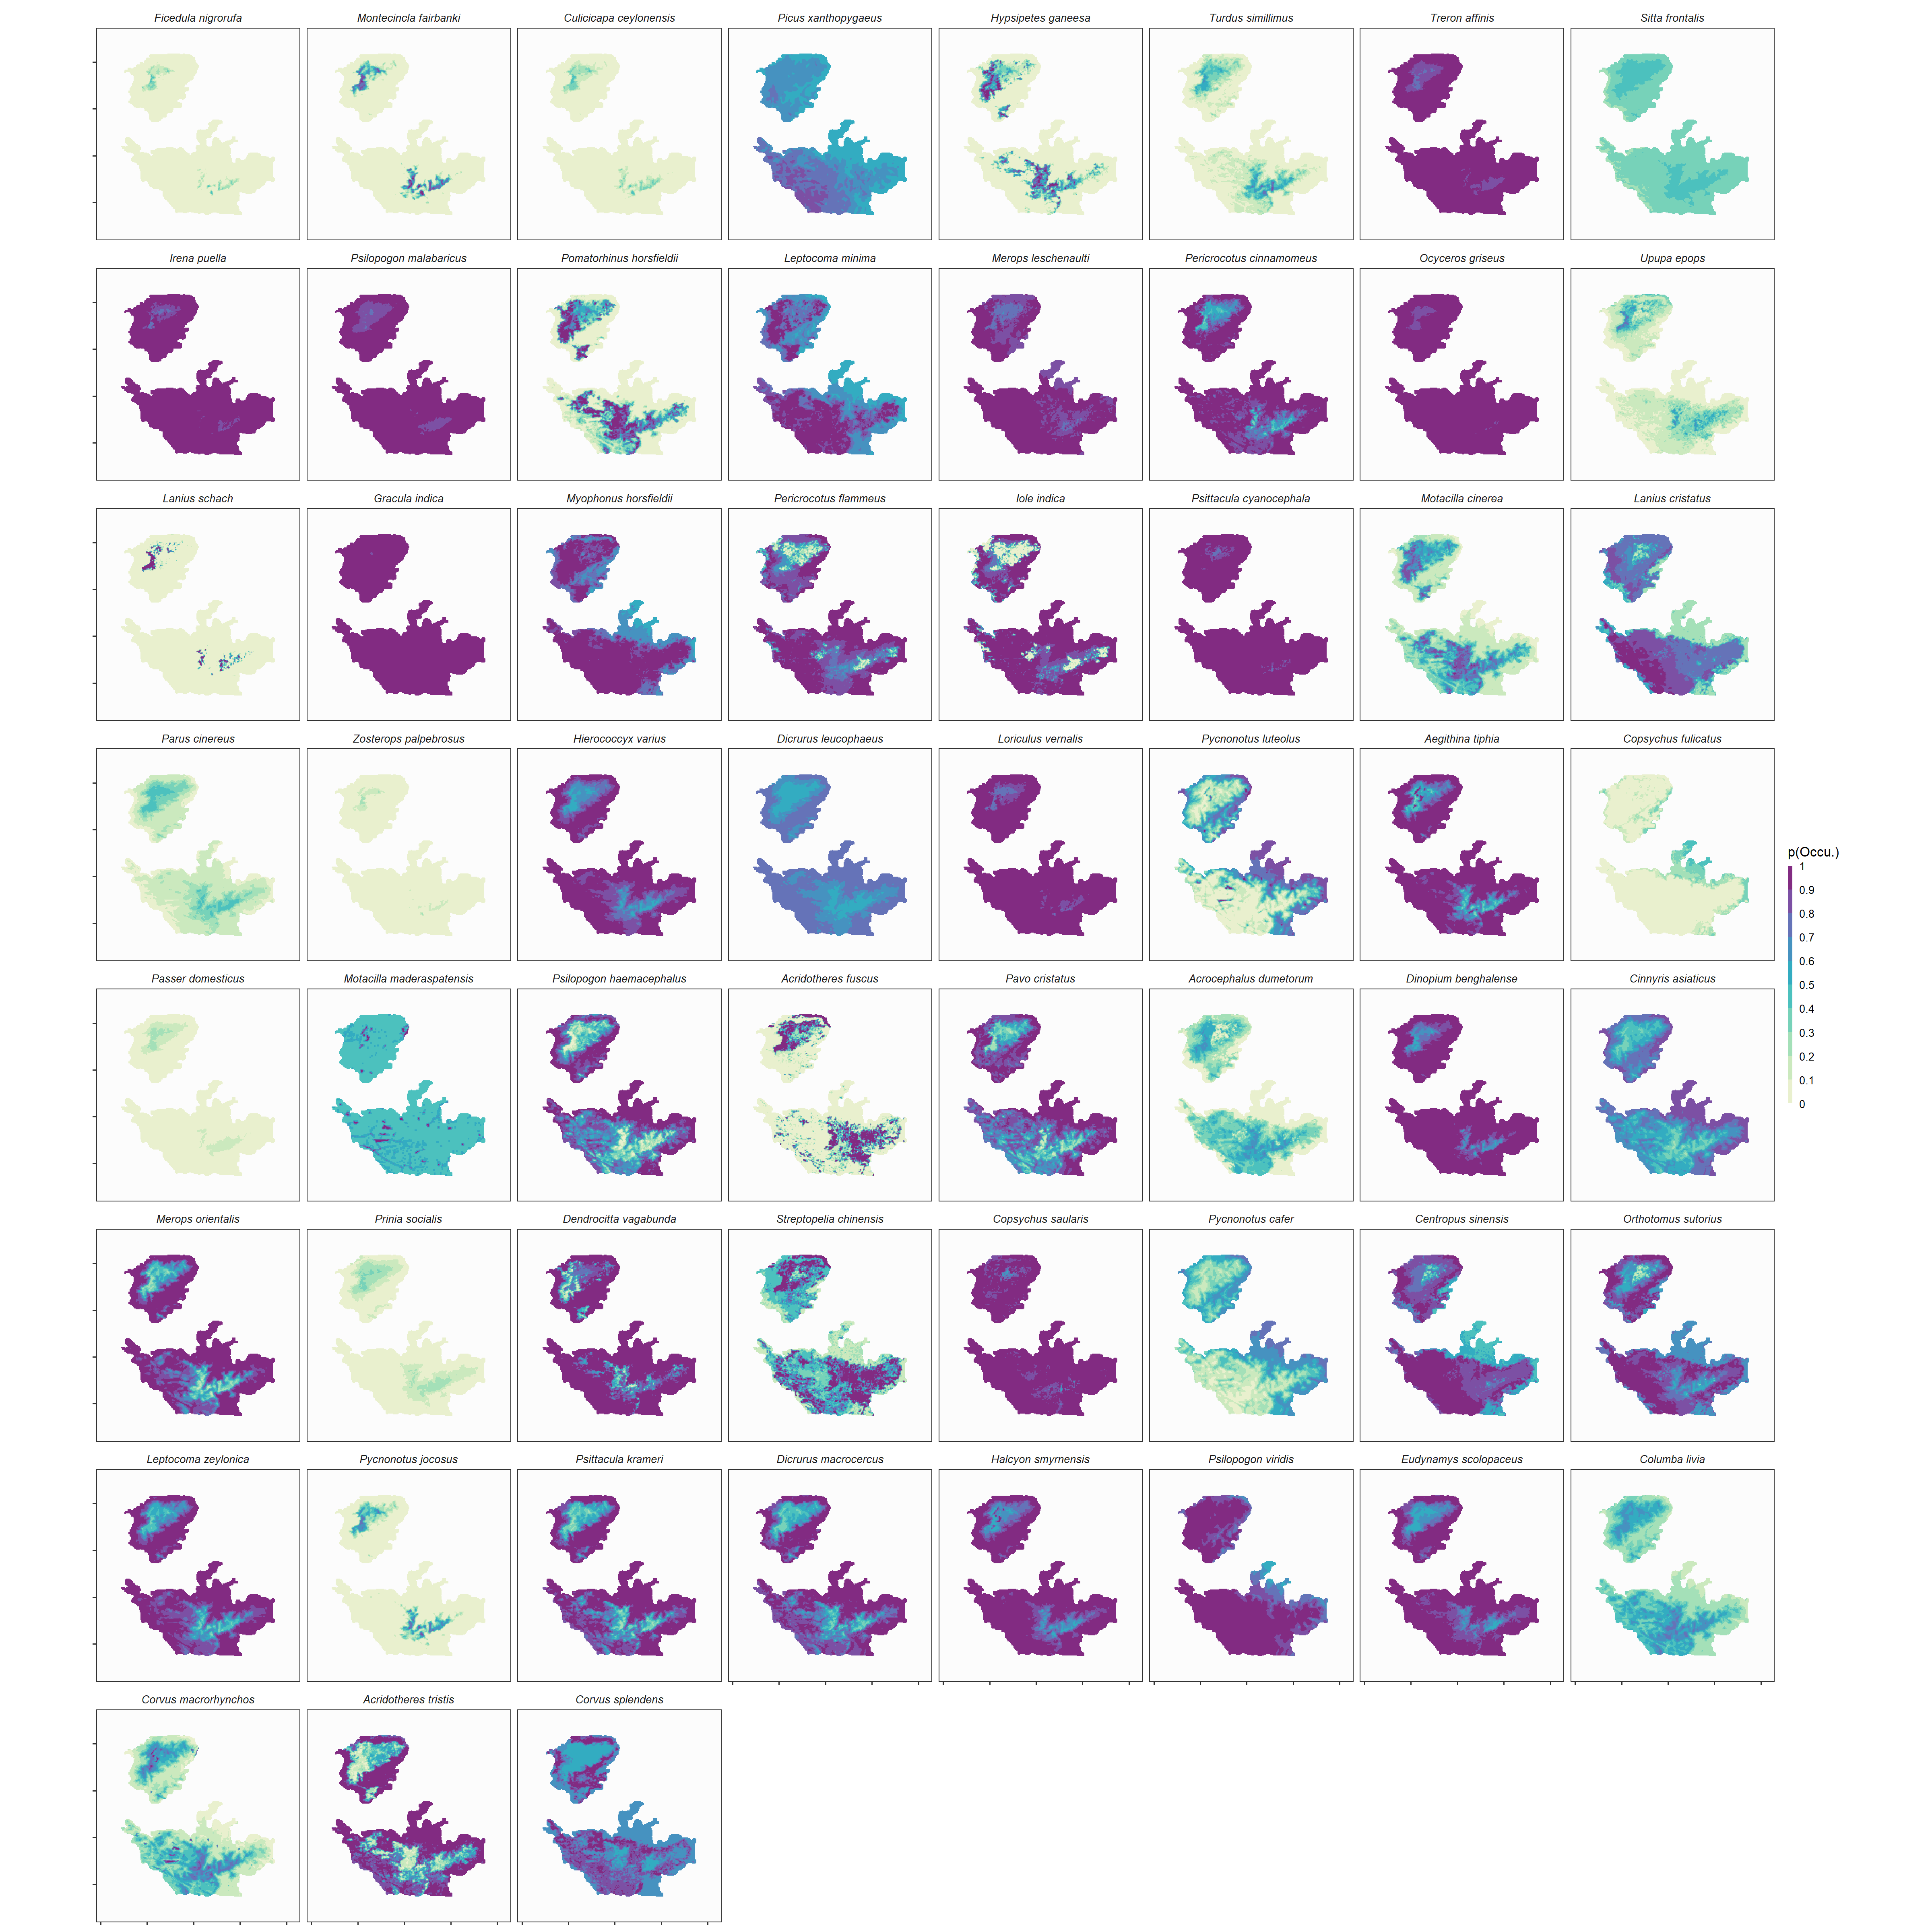 Ficedula nigrorufa
Montecincla fairbanki
Culicicapa ceylonensis
Picus xanthopygaeus
Hypsipetes ganeesa
Turdus simillimus
Treron affinis
Sitta frontalis
Irena puella
Psilopogon malabaricus
Pomatorhinus horsfieldii
Leptocoma minima
Merops leschenaulti
Pericrocotus cinnamomeus
Ocyceros griseus
Upupa epops
Lanius schach
Gracula indica
Myophonus horsfieldii
Pericrocotus flammeus
Iole indica
Psittacula cyanocephala
Motacilla cinerea
Lanius cristatus
Parus cinereus
Zosterops palpebrosus
Hierococcyx varius
Dicrurus leucophaeus
Loriculus vernalis
Pycnonotus luteolus
Aegithina tiphia
Copsychus fulicatus
Passer domesticus
Motacilla maderaspatensis
Psilopogon haemacephalus
Acridotheres fuscus
Pavo cristatus
Acrocephalus dumetorum
Dinopium benghalense
Cinnyris asiaticus
Merops orientalis
Prinia socialis
Dendrocitta vagabunda
Streptopelia chinensis
Copsychus saularis
Pycnonotus cafer
Centropus sinensis
Orthotomus sutorius
Leptocoma zeylonica
Pycnonotus jocosus
Psittacula krameri
Dicrurus macrocercus
Halcyon smyrnensis
Psilopogon viridis
Eudynamys scolopaceus
Columba livia
Corvus macrorhynchos
Acridotheres tristis
Corvus splendens
p(Occu.)
1
0.9
0.8
0.7
0.6
0.5
0.4
0.3
0.2
0.1
0